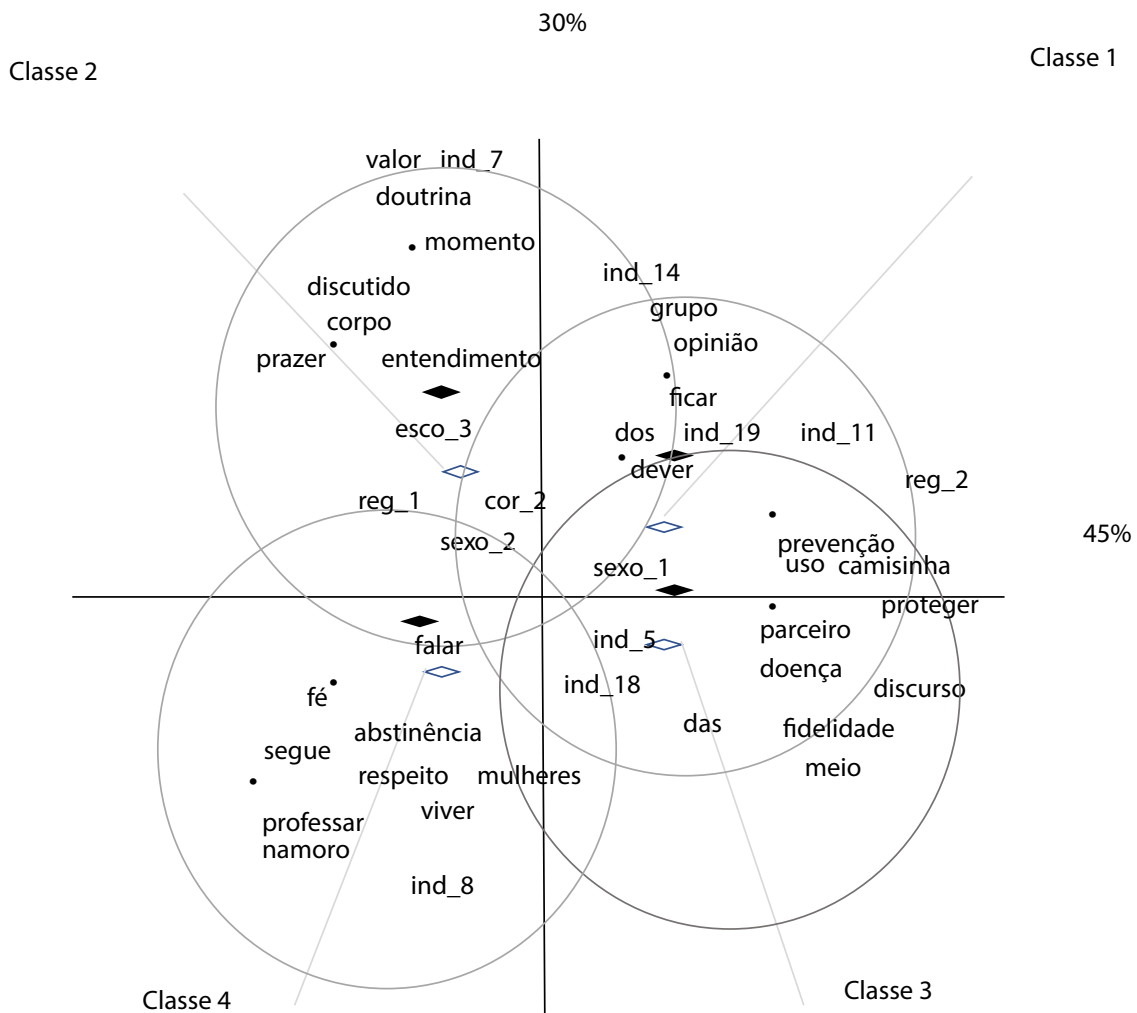 30%
Classe 2
Classe 1
valor ind_7
doutrina
momento
ind_14
discutido
grupo
corpo
opinião
prazer
entendimento
ficar
esco_3
dos
ind_19
ind_11
dever
reg_2
reg_1
cor_2
45%
sexo_2
prevenção
sexo_1
uso
camisinha
proteger
parceiro
falar
ind_5
doença
ind_18
discurso
fé
das
fidelidade
abstinência
segue
meio
respeito
mulheres
viver
professar
namoro
ind_8
Classe 4
Classe 3